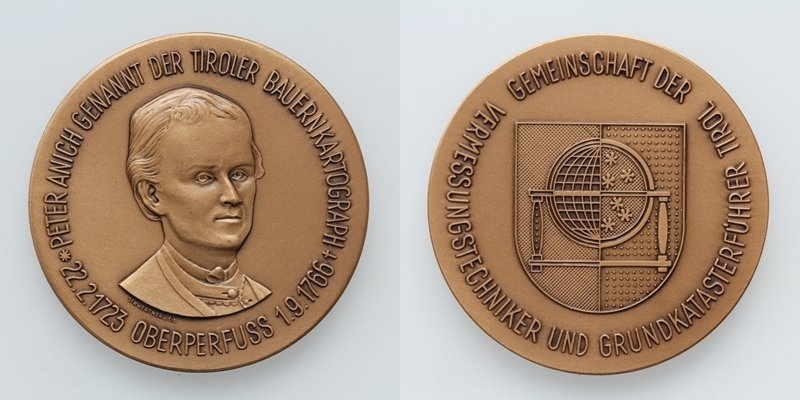 PETER ANICH GENANNT DER TIROLER BAUERNKARTOGRAPH
* 22.2.1723 OBERPERFUSS 1.9.1766 +
GEMEINSCHAFT DER
VERMESSUNGSTECHNIKER UND GRUNDKATASTERFÜHRER TIROL